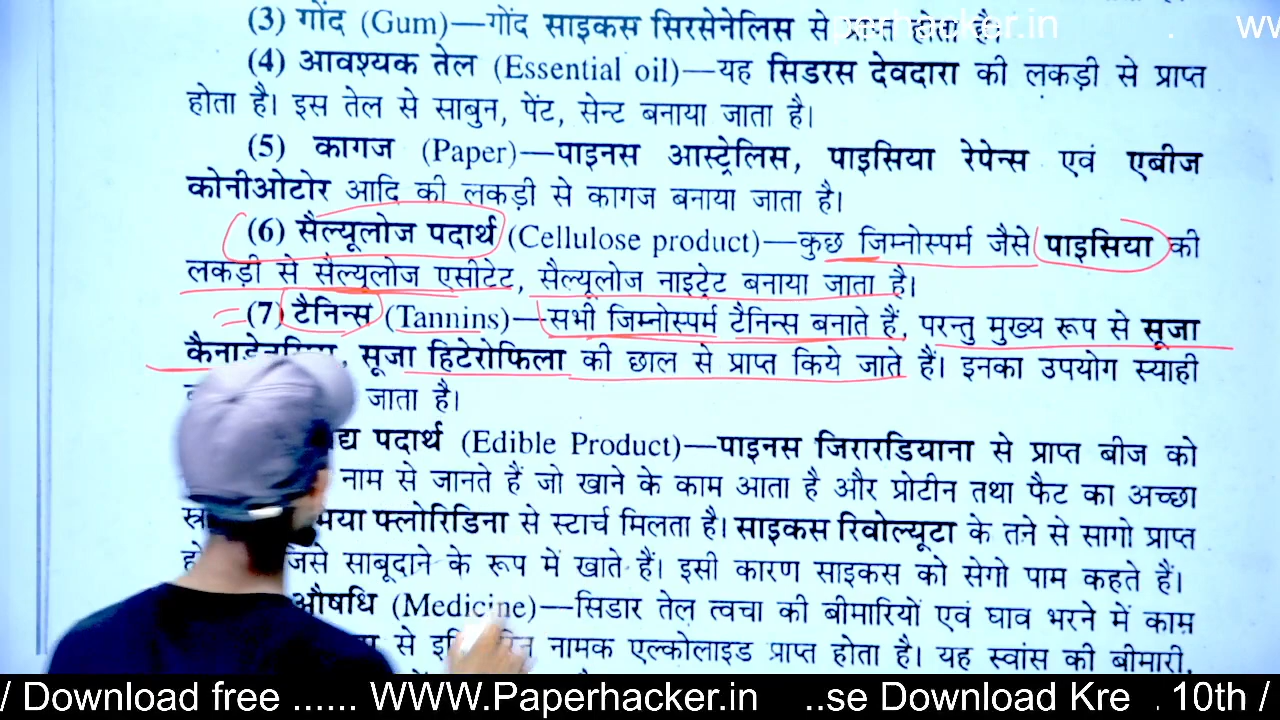 (3) गोंद (Gum)—गोंद साइकस सिरसेनेलिस से प्राप्त होता है।
perhacker.in
(4) आवश्यक तेल (Essential oil)—यह सिडरस देवदारा की लकड़ी से प्राप्त
होता है। इस तेल से साबुन, पेंट, सेन्ट बनाया जाता है।
(5) कागज (Paper)—पाइनस आस्ट्रेलिस, पाइसिया रेपेन्स एवं एबीज
कोनीओटोर आदि की लकड़ी से कागज बनाया जाता है।
(6) सैल्यूलोज पदार्थ (Cellulose product)—कुछ जिम्नोस्पर्म जैसे पाइसिया की
लकड़ी से सैल्यूलोज एसीटेट, सैल्यूलोज नाइट्रेट बनाया जाता है।
(7) टैनिन्स (Tannins)—सभी जिम्नोस्पर्म टैनिन्स बनाते हैं, परन्तु मुख्य रूप से सूजा
सूजा हिटेरोफिला की छाल से प्राप्त किये जाते हैं। इनका उपयोग स्याही
जाता है।
पदार्थ (Edible Product)—पाइनस जिरारडियाना से प्राप्त बीज को
नाम से जानते हैं जो खाने के काम आता है और प्रोटीन तथा फैट का अच्छा
फ्लोरिडिना से स्टार्च मिलता है। साइकस रिवोल्यूटा के तने से सागो प्राप्त
जिसे साबूदाने के रूप में खाते हैं। इसी कारण साइकस को सेगो पाम कहते हैं।
औषधि (Medicine)—सिडार तेल त्वचा की बीमारियों एवं घाव भरने में काम
से नामक एल्कोलाइड प्राप्त होता है। यह स्वांस की बीमारी,
/ Download free ...... WWW.Paperhacker.in ..se Download Kre . 10th /